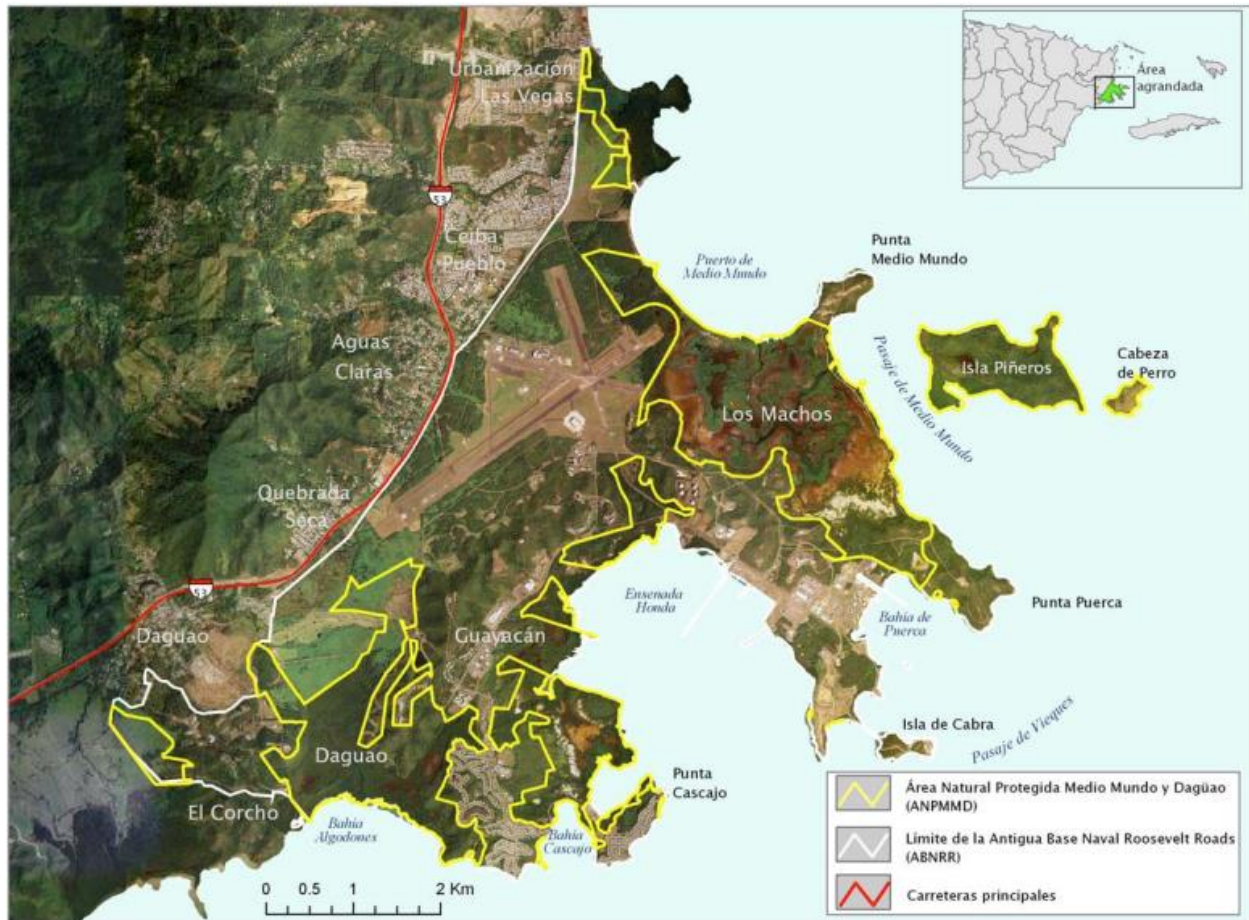 Urbanización
Las Vegas
Área
agrandada
53
Ceiba
Pueblo
Puerto de
Medio Mundo
Punta
Medio Mundo
Aguas
Claras
Pasaje de Medio Mundo
Isla Piñeros
Cabeza
de Perro
Los Machos
Quebrada
Seca
53
Daguao
Guayacán
Ensenada
Honda
Bahía de
Puerca
Punta Puerca
Daguao
Isla de Cabra
Pasaje de Vieques
Punta
Cascajo
El Corcho
Bahía
Algodones
Bahía
Cascajo
0 0.5 1 2 Km
Área Natural Protegida Medio Mundo y Dagüao
(ANPMMD)
Límite de la Antigua Base Naval Roosevelt Roads
(ABNRR)
Carreteras principales